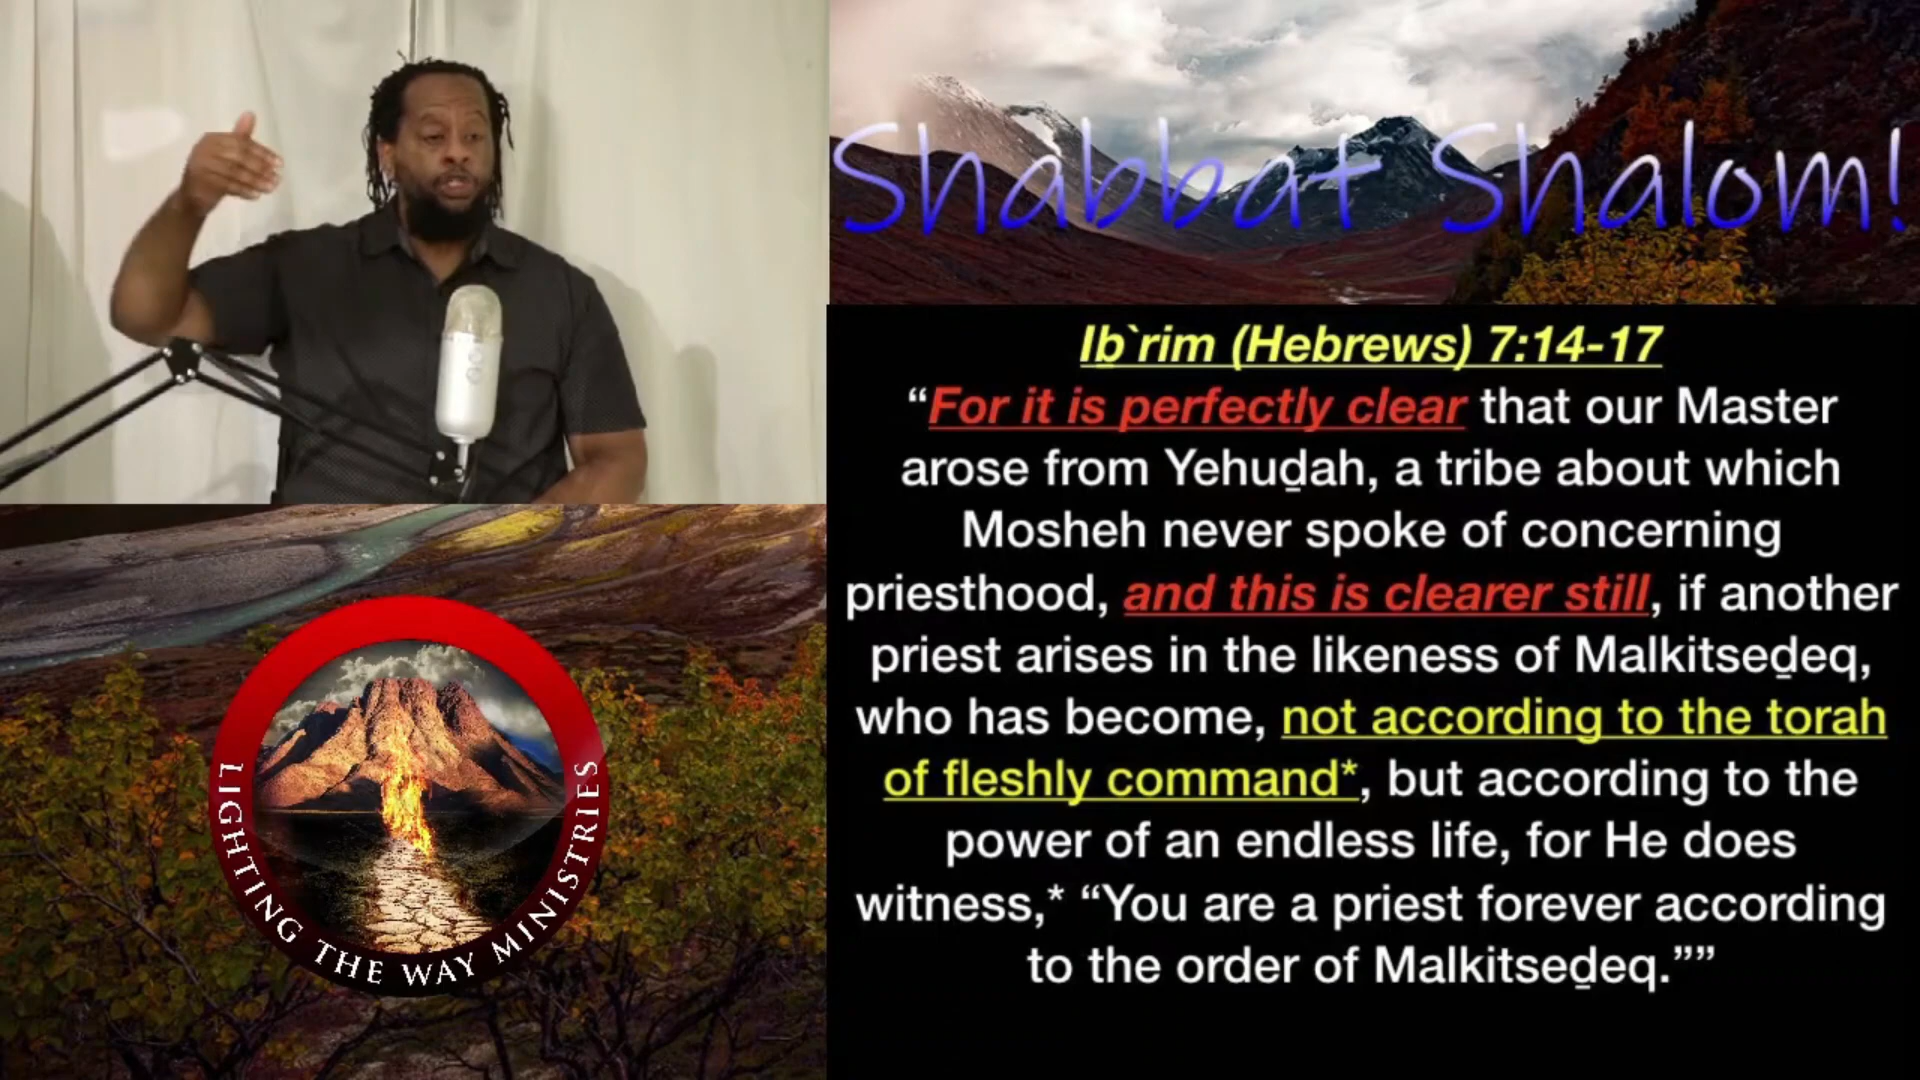 Shabbat Shalom!
Iḇ`rim (Hebrews) 7:14-17
“For it is perfectly clear that our Master
arose from Yehuḏah, a tribe about which
Mosheh never spoke of concerning
priesthood, and this is clearer still, if another
priest arises in the likeness of Malkitseḏeq,
who has become, not according to the torah
of fleshly command*, but according to the
power of an endless life, for He does
witness,* “You are a priest forever according
to the order of Malkitseḏeq.””
LIGHTING THE WAY MINISTRIES